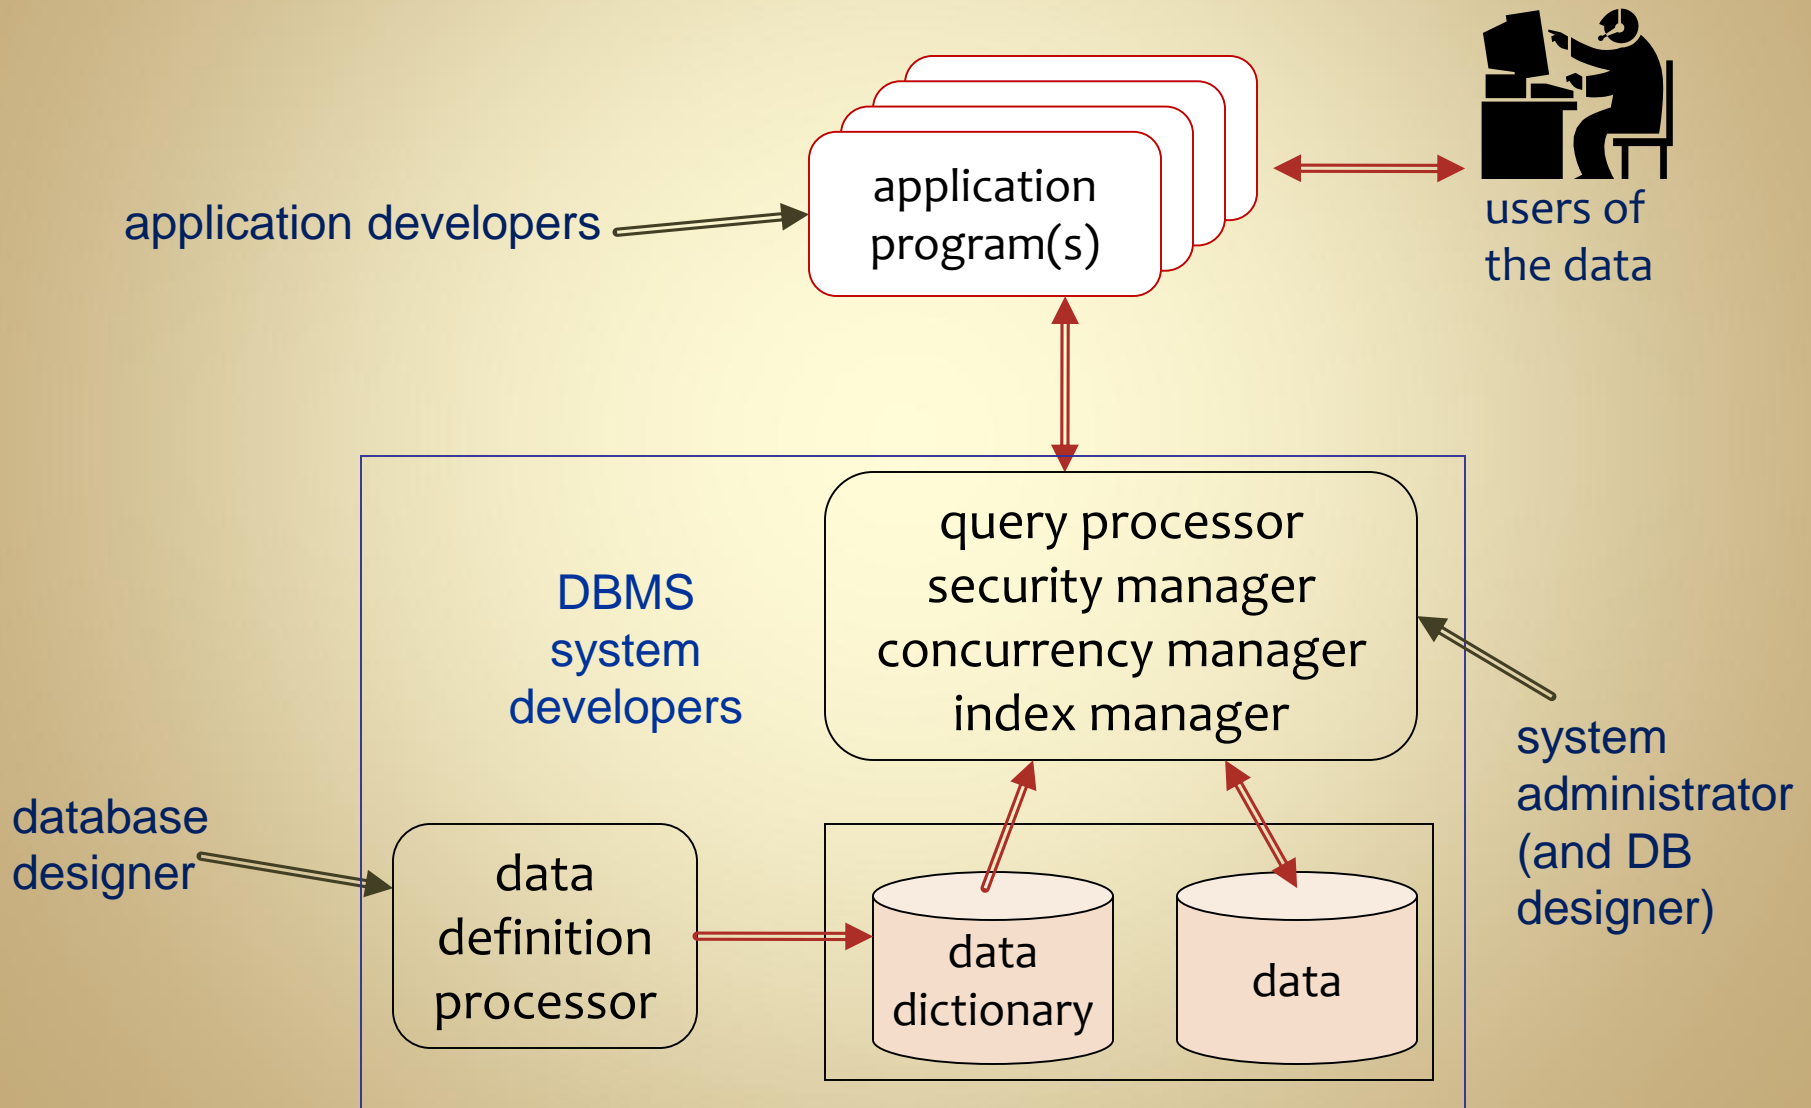 application
program(s)
users of
the data
application developers
query processor
security manager
concurrency manager
index manager
DBMS
system
developers
system
administrator
(and DB
designer)
database
designer
data
definition
processor
data
dictionary
data